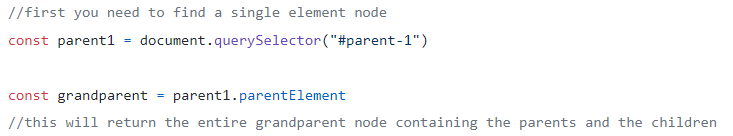 //first you need to find a single element node
const parent1 = document.querySelector("#parent-1")
const grandparent = parent1.parentElement
//this will return the entire grandparent node containing the parents and the children